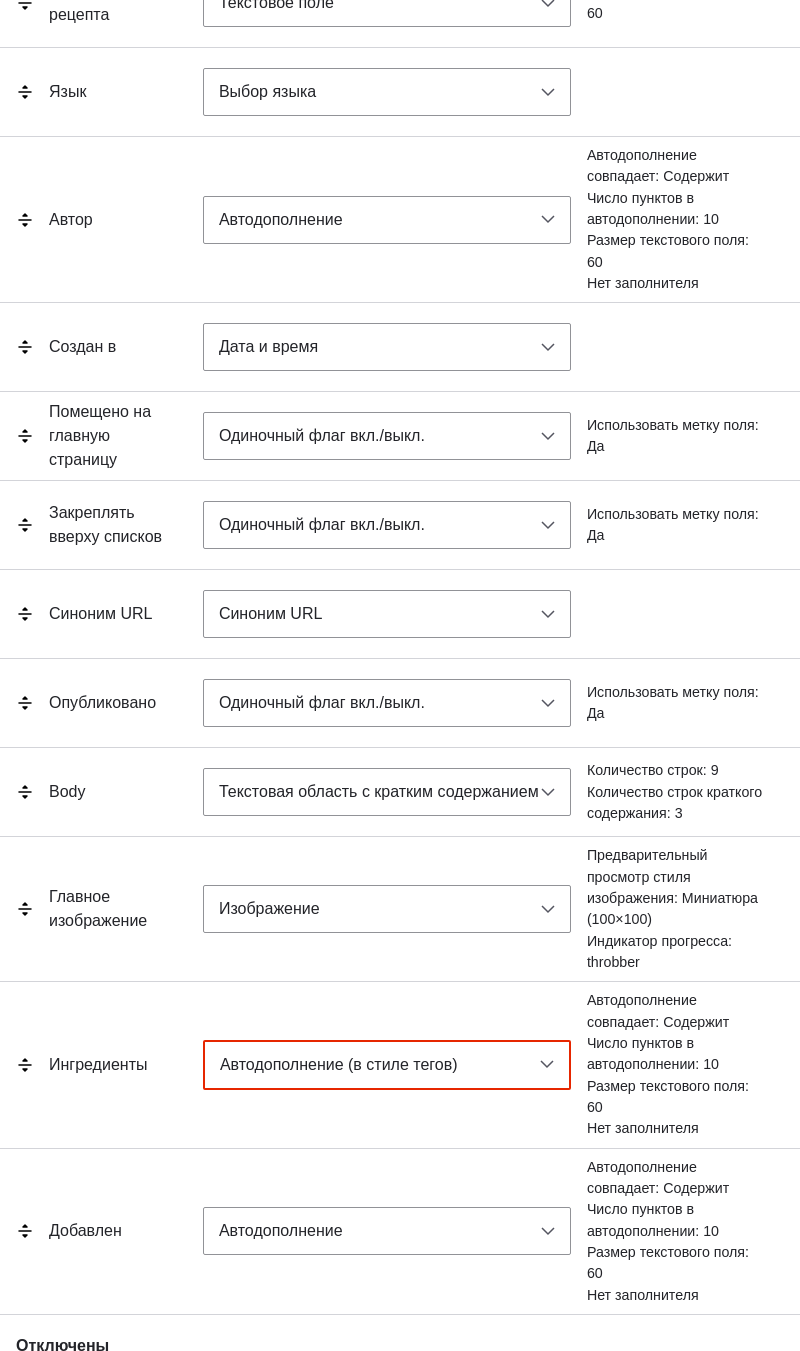 рецепта
Текстовое поле
60
Язык
Выбор языка
Автор
Автодополнение
Автодополнение
совпадает: Содержит
Число пунктов в
автодополнении: 10
Размер текстового поля:
60
Нет заполнителя
Создан в
Дата и время
Помещено на
главную
страницу
Одиночный флаг вкл./выкл.
Использовать метку поля:
Да
Закреплять
вверху списков
Одиночный флаг вкл./выкл.
Использовать метку поля:
Да
Синоним URL
Синоним URL
Опубликовано
Одиночный флаг вкл./выкл.
Использовать метку поля:
Да
Body
Текстовая область с кратким содержанием
Количество строк: 9
Количество строк краткого
содержания: 3
Главное
изображение
Изображение
Предварительный
просмотр стиля
изображения: Миниатюра
(100×100)
Индикатор прогресса:
throbber
Ингредиенты
Автодополнение (в стиле тегов)
Автодополнение
совпадает: Содержит
Число пунктов в
автодополнении: 10
Размер текстового поля:
60
Нет заполнителя
Добавлен
Автодополнение
Автодополнение
совпадает: Содержит
Число пунктов в
автодополнении: 10
Размер текстового поля:
60
Нет заполнителя
Отключены